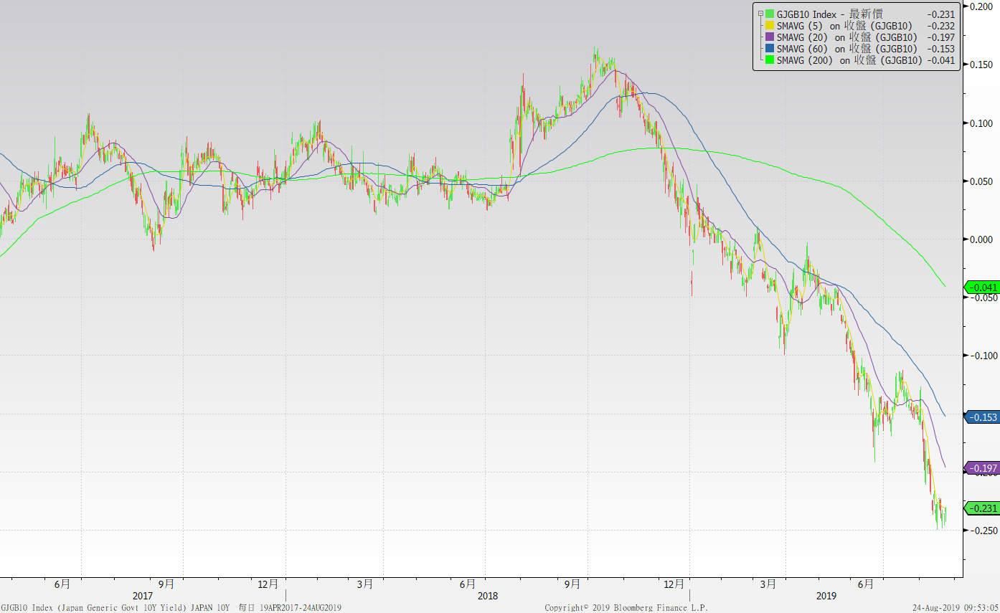 GJGB10 Index - 最新價 -0.231
SMAVG (5) on 收盤 (GJGB10) -0.232
SMAVG (20) on 收盤 (GJGB10) -0.197
SMAVG (60) on 收盤 (GJGB10) -0.153
SMAVG (200) on 收盤 (GJGB10) -0.041
0.200
0.150
0.100
0.050
0.000
-0.041
-0.050
-0.100
-0.153
-0.197
-0.231
-0.250
6月 9月 12月 3月 6月 9月 12月 3月 6月
2017 2018 2019
GJGB10 Index (Japan Generic Govt 10Y Yield) JAPAN 10Y 每日 19APR2017-24AUG2019 Copyright© 2019 Bloomberg Finance L.P. 24-Aug-2019 09:53:05